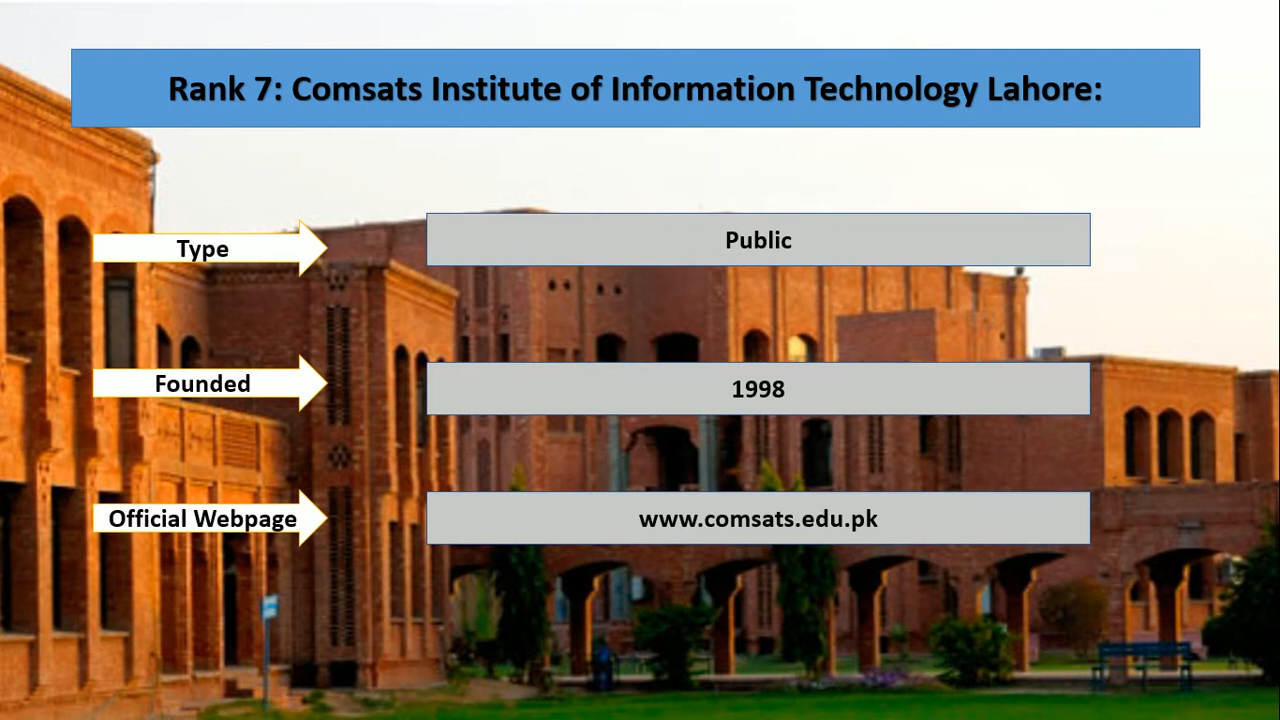 Rank 7: Comsats Institute of Information Technology Lahore:
Type
Public
Founded
1998
Official Webpage
www.comsats.edu.pk